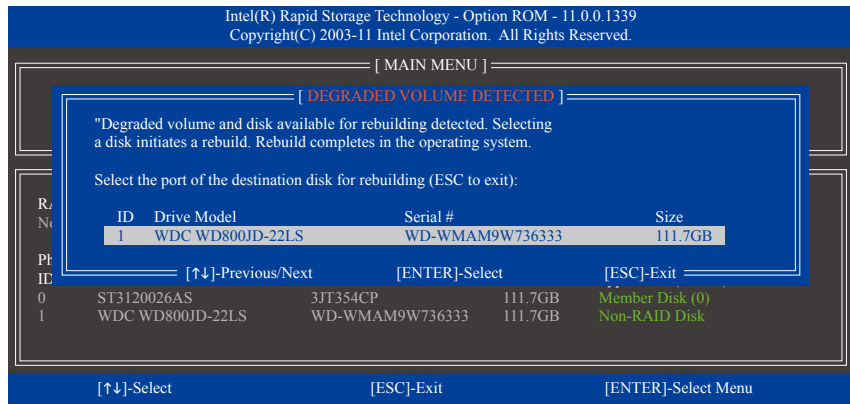 Intel(R) Rapid Storage Technology - Option ROM - 11.0.0.1339
Copyright(C) 2003-11 Intel Corporation.  All Rights Reserved.
[ MAIN MENU ]
[ DEGRADED VOLUME DETECTED ]
"Degraded volume and disk available for rebuilding detected. Selecting
a disk initiates a rebuild. Rebuild completes in the operating system.
Select the port of the destination disk for rebuilding (ESC to exit):
ID Drive Model Serial # Size
1 WDC WD800JD-22LS WD-WMAM9W736333 111.7GB
[↑↓]-Previous/Next [ENTER]-Select [ESC]-Exit
ID
0 ST3120026AS 3JT354CP 111.7GB Member Disk (0)
1 WDC WD800JD-22LS WD-WMAM9W736333 111.7GB Non-RAID Disk
[↑↓]-Select [ESC]-Exit [ENTER]-Select Menu